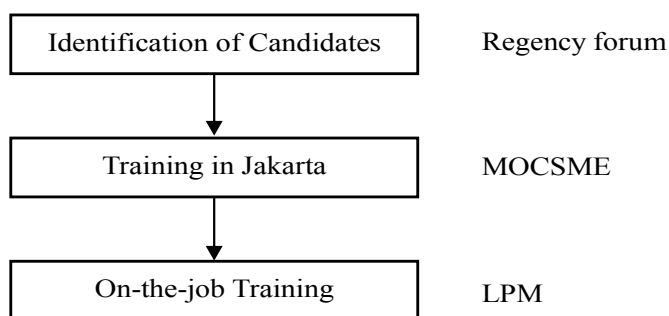 Identification of Candidates
Regency forum
Training in Jakarta
MOCSME
On-the-job Training
LPM